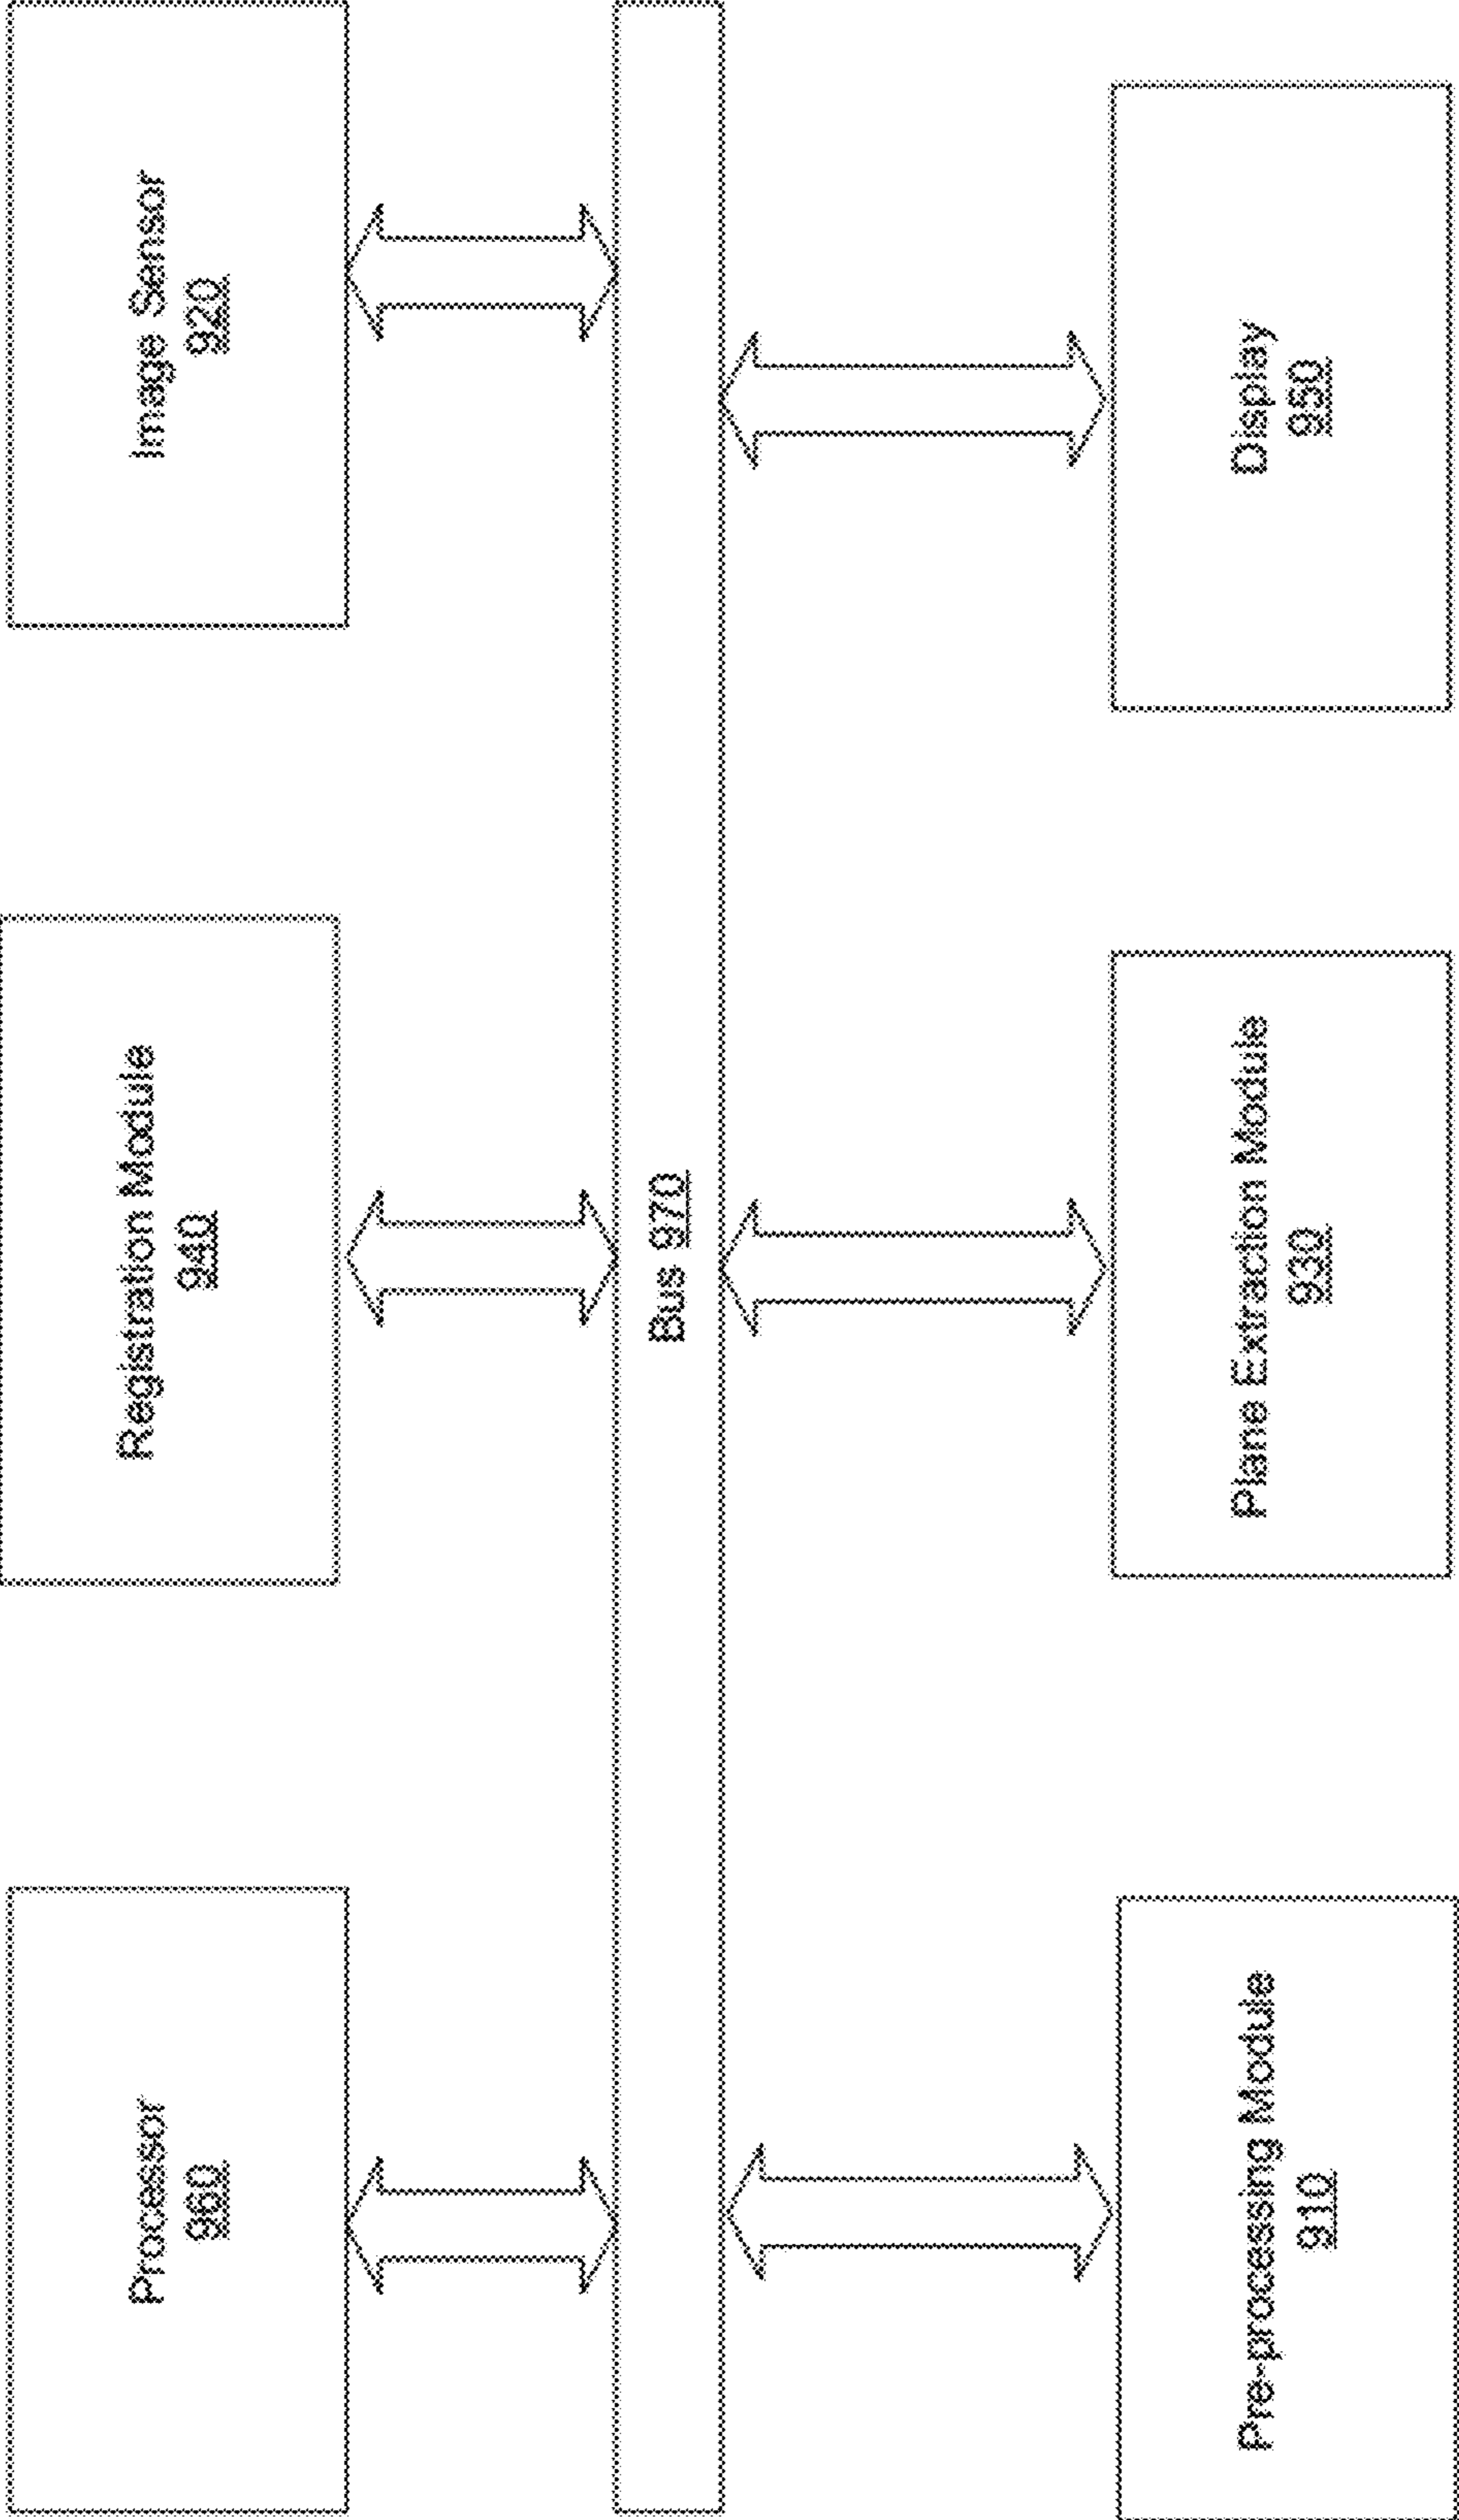 Processor
960
Registration Module
940
Image Sensor
920
Bus 970
Pre-processing Module
910
Plane Extraction Module
930
Display
950